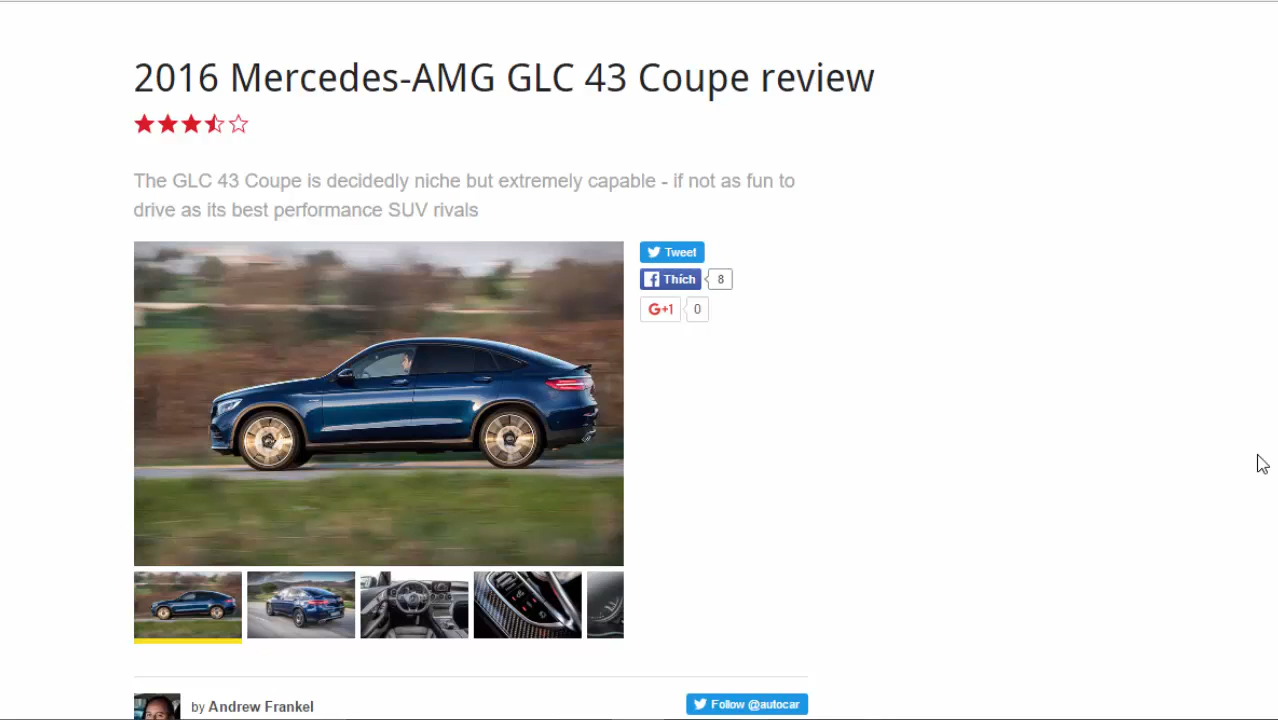 2016 Mercedes-AMG GLC 43 Coupe review
The GLC 43 Coupe is decidedly niche but extremely capable - if not as fun to
drive as its best performance SUV rivals
Tweet
Thích 8
G+1 0
by Andrew Frankel
Follow @autocar